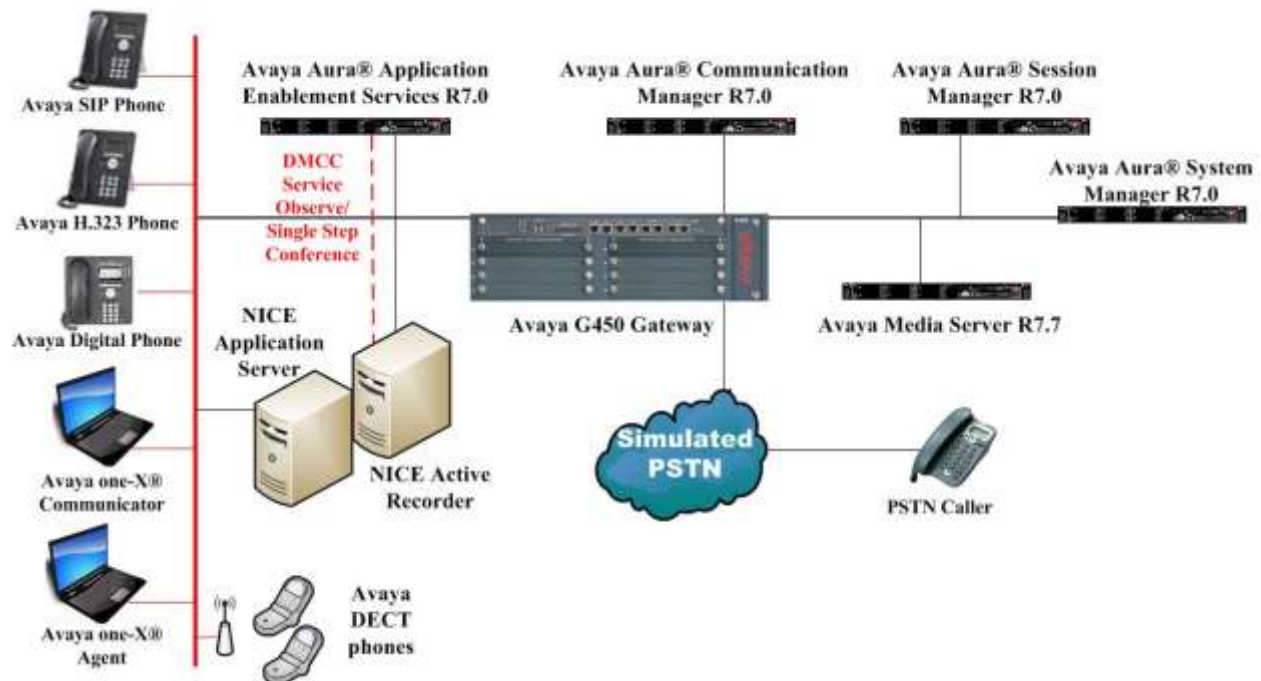 Avaya SIP Phone
Avaya H.323 Phone
Avaya Digital Phone
Avaya one-X®
Communicator
Avaya one-X®
Agent
Avaya Aura® Application
Enablement Services R7.0
DMCC
Service
Observe/
Single Step
Conference
NICE
Application
Server
NICE Active
Recorder
Avaya
DECT
phones
Avaya Aura® Communication
Manager R7.0
Avaya G450 Gateway
Simulated
PSTN
PSTN Caller
Avaya Aura® Session
Manager R7.0
Avaya Aura® System
Manager R7.0
Avaya Media Server R7.7